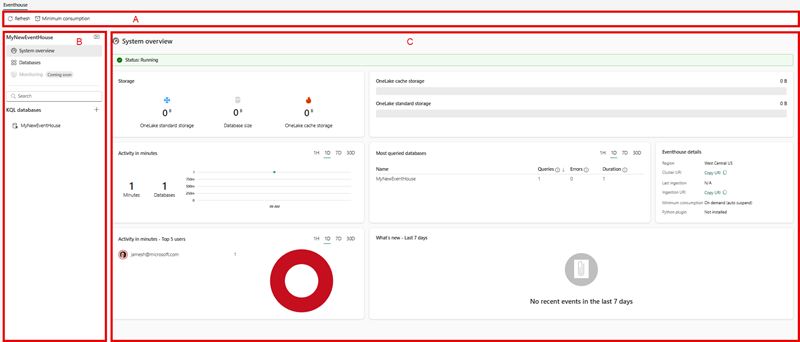 Eventhouse
Refresh Minimum consumption
A
MyNewEventHouse
B
System overview
Databases
Monitoring Coming soon
Search
KQL databases +
MyNewEventHouse
C
System overview
Status: Running
Storage
0 B 0 B 0 B
OneLake standard storage Database size OneLake cache storage
OneLake cache storage 0 B
OneLake standard storage 0 B
Activity in minutes 1H 1D 7D 30D
1 1
Minutes Databases
1
750m
500m
250m
0
09 AM
Most queried databases 1H 1D 7D 30D
Name Queries ↓ Errors Duration
MyNewEventHouse 1 0 1
Eventhouse details
Region West Central US
Cluster URI Copy URI
Last ingestion N/A
Ingestion URI Copy URI
Minimum consumption On demand (auto suspend)
Python plugin Not installed
Activity in minutes - Top 5 users 1H 1D 7D 30D
jamesh@microsoft.com 1
What's new - Last 7 days
No recent events in the last 7 days